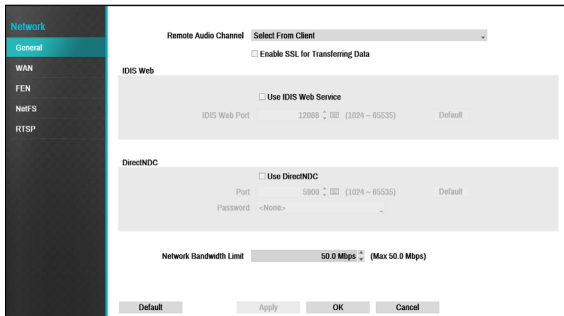 Network
General
WAN
FEN
NetFS
RTSP
Remote Audio Channel Select From Client
Enable SSL for Transferring Data
IDIS Web
Use IDIS Web Service
IDIS Web Port 12088 (1024 ~ 65535) Default
DirectNDC
Use DirectNDC
Port 5900 (1024 ~ 65535) Default
Password <None>
Network Bandwidth Limit 50.0 Mbps (Max 50.0 Mbps)
Default Apply OK Cancel